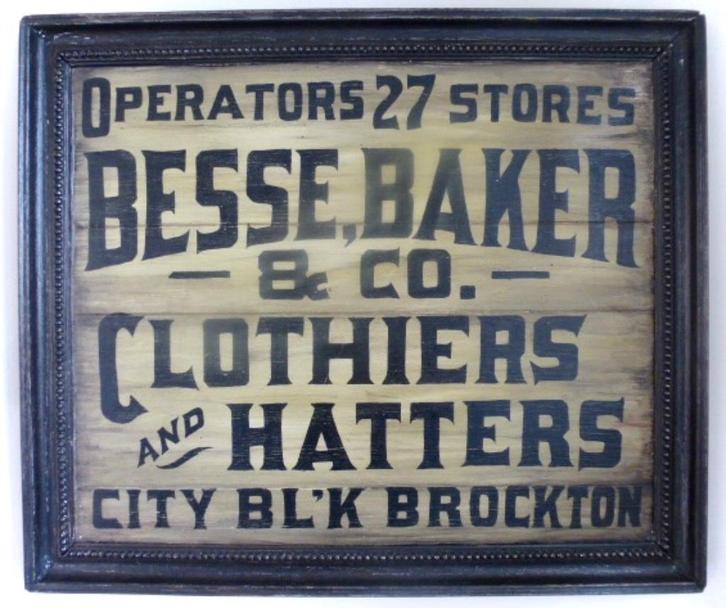 OPERATORS 27 STORES
BESSE, BAKER
— & CO. —
CLOTHIERS
AND HATTERS
CITY BL'K BROCKTON